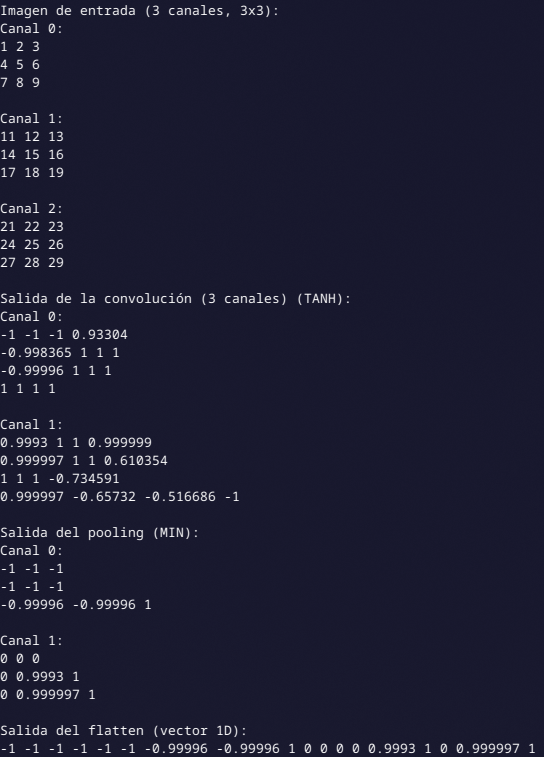 Imagen de entrada (3 canales, 3x3):
Canal 0:
1 2 3
4 5 6
7 8 9
Canal 1:
11 12 13
14 15 16
17 18 19
Canal 2:
21 22 23
24 25 26
27 28 29
Salida de la convolución (3 canales) (TANH):
Canal 0:
-1 -1 -1 0.93304
-0.998365 1 1 1
-0.99996 1 1 1
1 1 1 1
Canal 1:
0.9993 1 1 0.999999
0.999997 1 1 0.610354
1 1 1 -0.734591
0.999997 -0.65732 -0.516686 -1
Salida del pooling (MIN):
Canal 0:
-1 -1 -1
-1 -1 -1
-0.99996 -0.99996 1
Canal 1:
0 0 0
0 0.9993 1
0 0.999997 1
Salida del flatten (vector 1D):
-1 -1 -1 -1 -1 -1 -0.99996 -0.99996 1 0 0 0 0 0.9993 1 0 0.999997 1